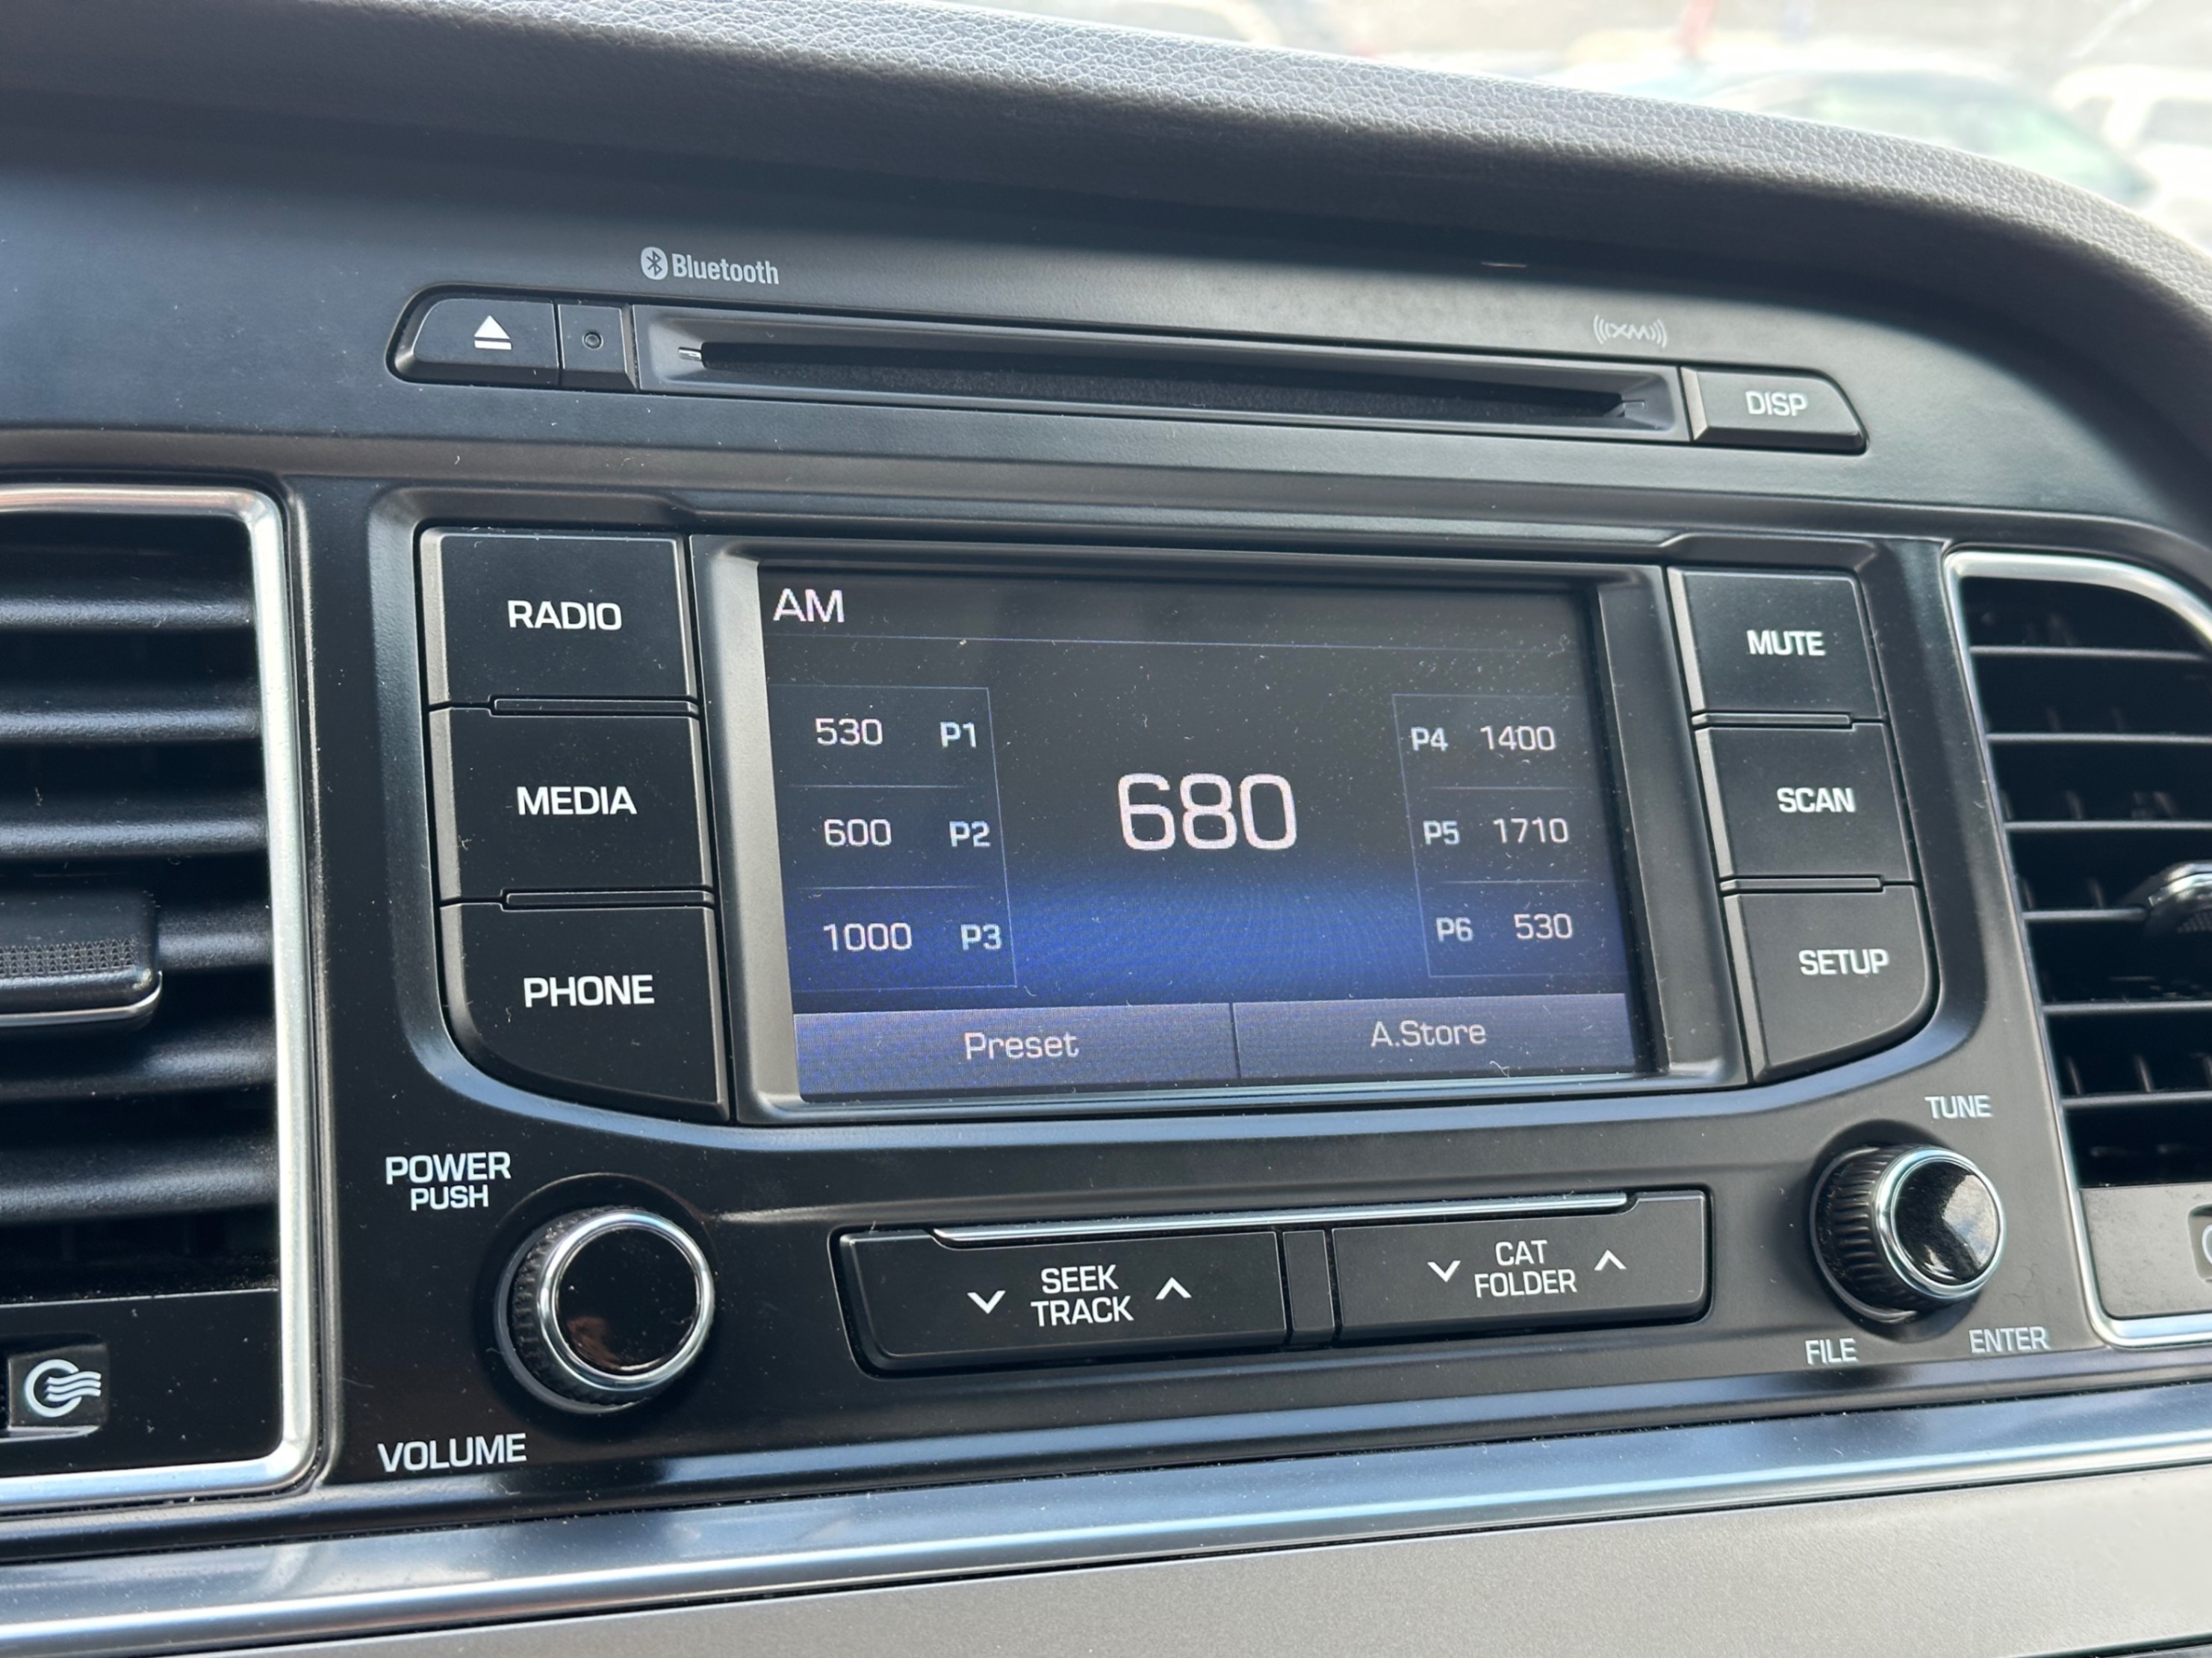 Bluetooth
((XM))
DISP
RADIO
MEDIA
PHONE
AM
530 P1
600 P2
1000 P3
680
P4 1400
P5 1710
P6 530
Preset
A.Store
MUTE
SCAN
SETUP
POWER
PUSH
VOLUME
SEEK
TRACK
CAT
FOLDER
TUNE
FILE
ENTER